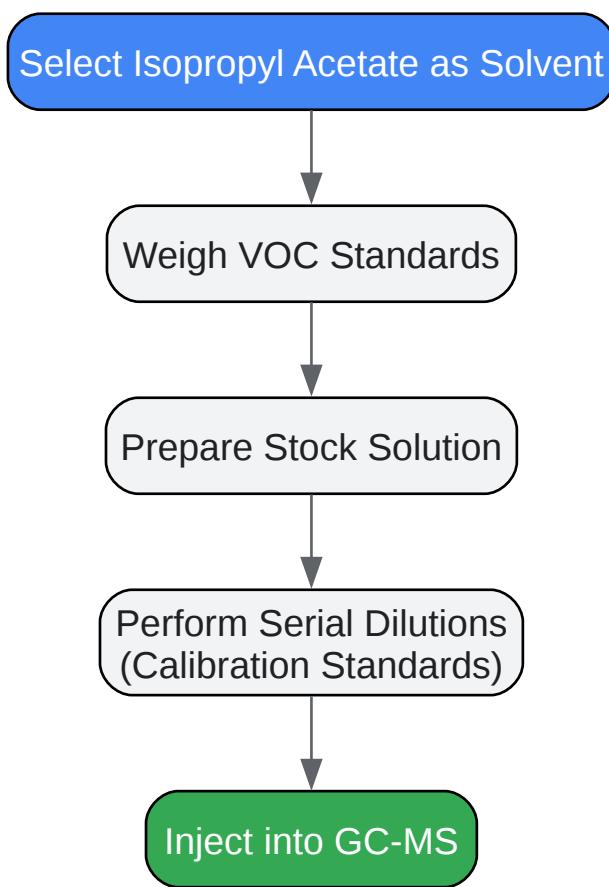 Select Isopropyl Acetate as Solvent
Weigh VOC Standards
Prepare Stock Solution
Perform Serial Dilutions
(Calibration Standards)
Inject into GC-MS